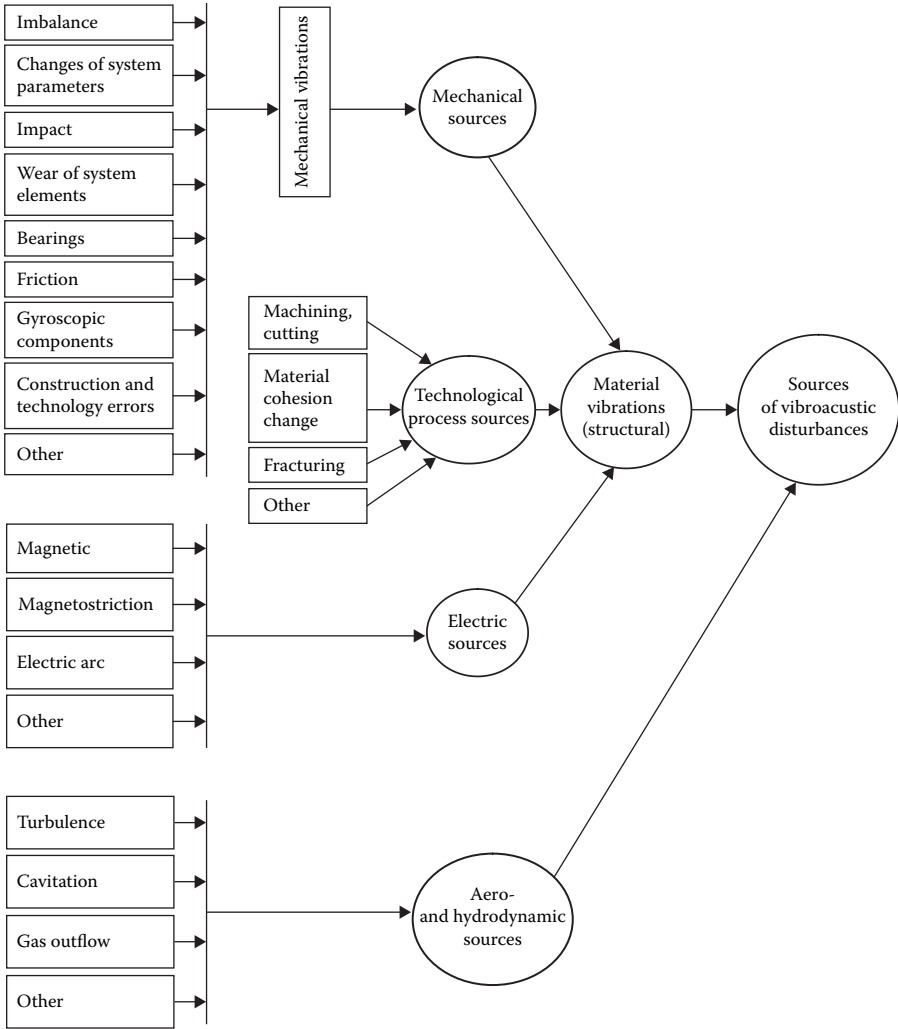 Imbalance
Changes of system
parameters
Impact
Wear of system
elements
Bearings
Friction
Gyroscopic
components
Construction and
technology errors
Other
Mechanical vibrations
Mechanical
sources
Machining,
cutting
Material
cohesion
change
Fracturing
Other
Technological
process sources
Material
vibrations
(structural)
Sources
of vibroacustic
disturbances
Magnetic
Magnetostriction
Electric arc
Other
Electric
sources
Turbulence
Cavitation
Gas outflow
Other
Aero-
and hydrodynamic
sources